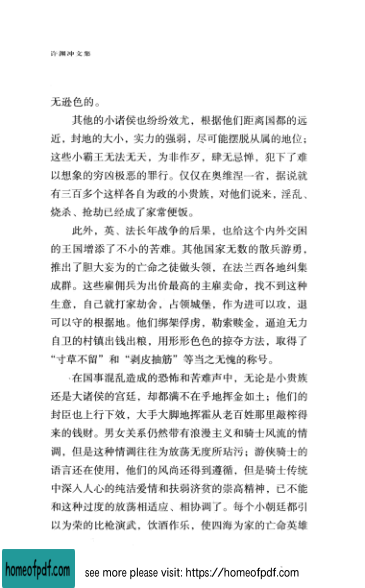 许渊冲文集
无逊色的。
其他的小诸侯也纷纷效尤，根据他们距离国都的远
近，封地的大小，实力的强弱，尽可能摆脱从属的地位；
这些小霸王无法无天，为非作歹，肆无忌惮，犯下了难
以想象的穷凶极恶的罪行。仅仅在奥维涅一省，据说就
有三百多个这样各自为政的小贵族，对他们说来，淫乱、
烧杀、抢劫已经成了家常便饭。
此外，英、法长年战争的后果，也给这个内外交困
的王国增添了不小的苦难。其他国家无数的散兵游勇，
推出了胆大妄为的亡命之徒做头领，在法兰西各地纠集
成群。这些雇佣兵为出价最高的主雇卖命，找不到这种
生意，自己就打家劫舍，占领城堡，作为进可以攻，退
可以守的根据地。他们绑架俘虏，勒索赎金，逼迫无力
自卫的村镇出钱出粮，用形形色色的掠夺方法，取得了
“寸草不留”和“剥皮抽筋”等当之无愧的称号。
在国事混乱造成的恐怖和苦难声中，无论是小贵族
还是大诸侯的宫廷，却都满不在乎地挥金如土；他们的
封臣也上行下效，大手大脚地挥霍从老百姓那里敲榨得
来的钱财。男女关系仍然带有浪漫主义和骑士风流的情
调，但是这种情调往往为放荡无度所玷污；游侠骑士的
语言还在使用，他们的风尚还得到遵循，但是骑士传统
中深入人心的纯洁爱情和扶弱济贫的崇高精神，已不能
和这种过度的放荡相适应、相协调了。每个小朝廷都引
以为荣的比枪演武，饮酒作乐，使四海为家的亡命英雄
homeofpdf.com
see more please visit: https://homeofpdf.com